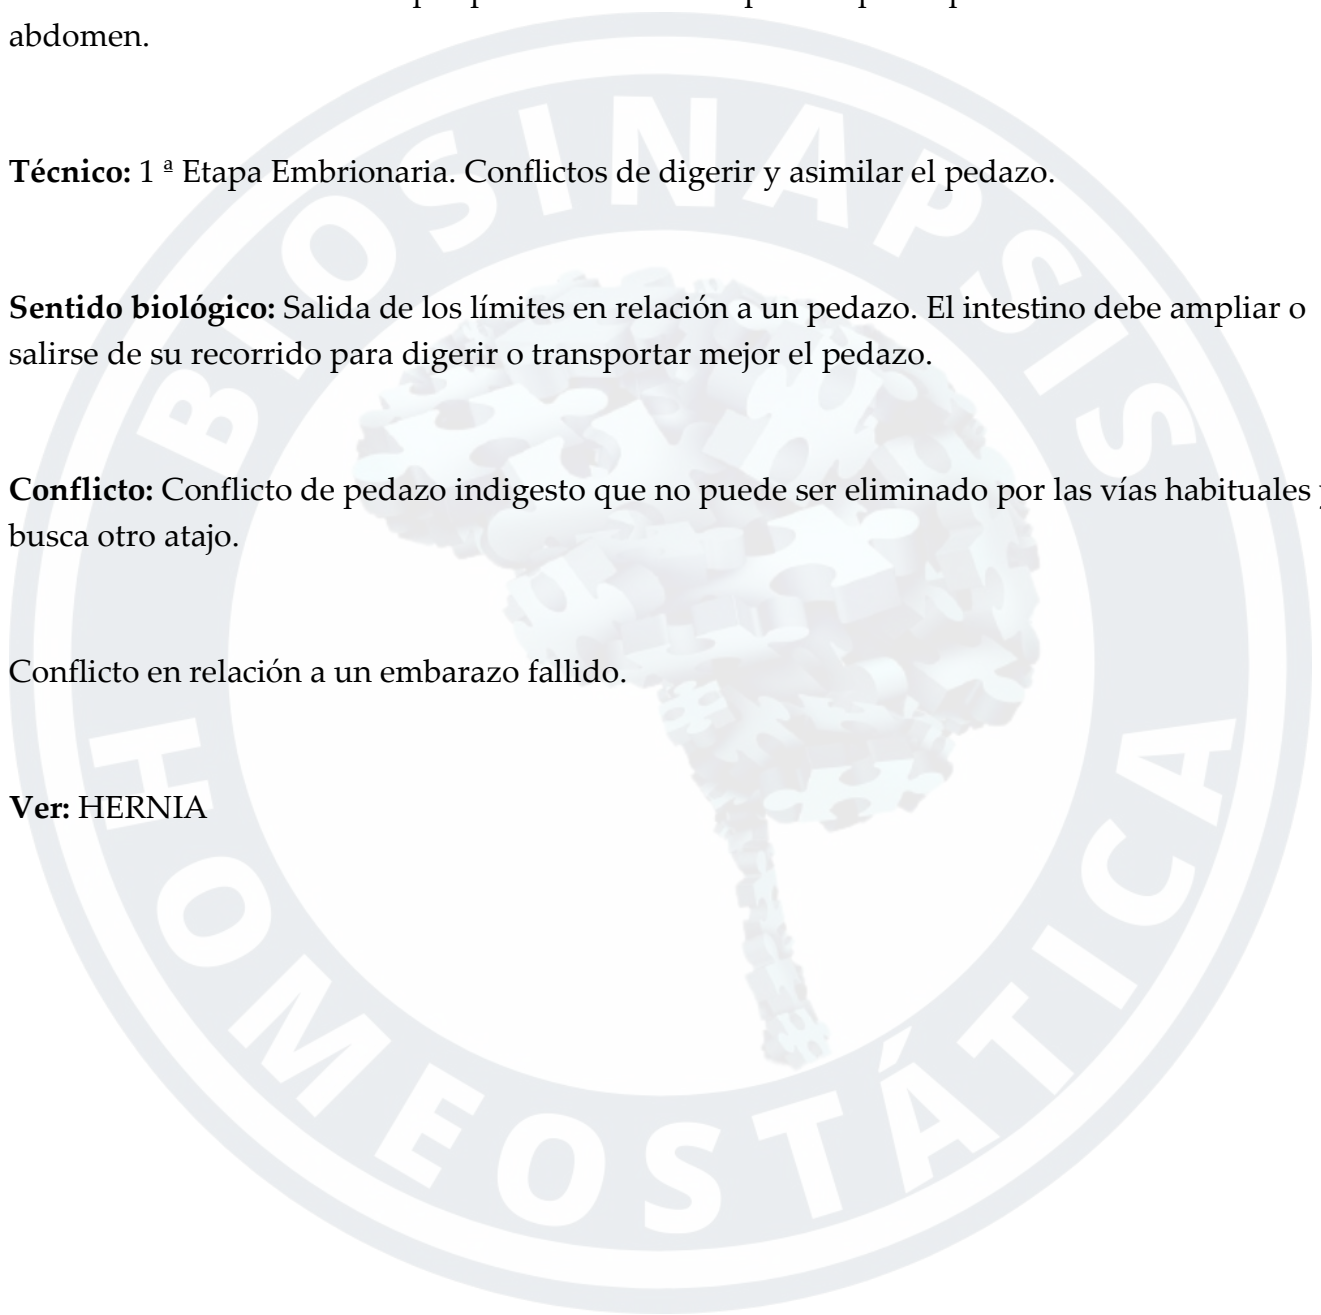 abdomen.
Técnico: 1 ª Etapa Embrionaria. Conflictos de digerir y asimilar el pedazo.
Sentido biológico: Salida de los límites en relación a un pedazo. El intestino debe ampliar o
salirse de su recorrido para digerir o transportar mejor el pedazo.
Conflicto: Conflicto de pedazo indigesto que no puede ser eliminado por las vías habituales
busca otro atajo.
Conflicto en relación a un embarazo fallido.
Ver: HERNIA
BIOSINAPSIS
HOMEOSTÁTICA